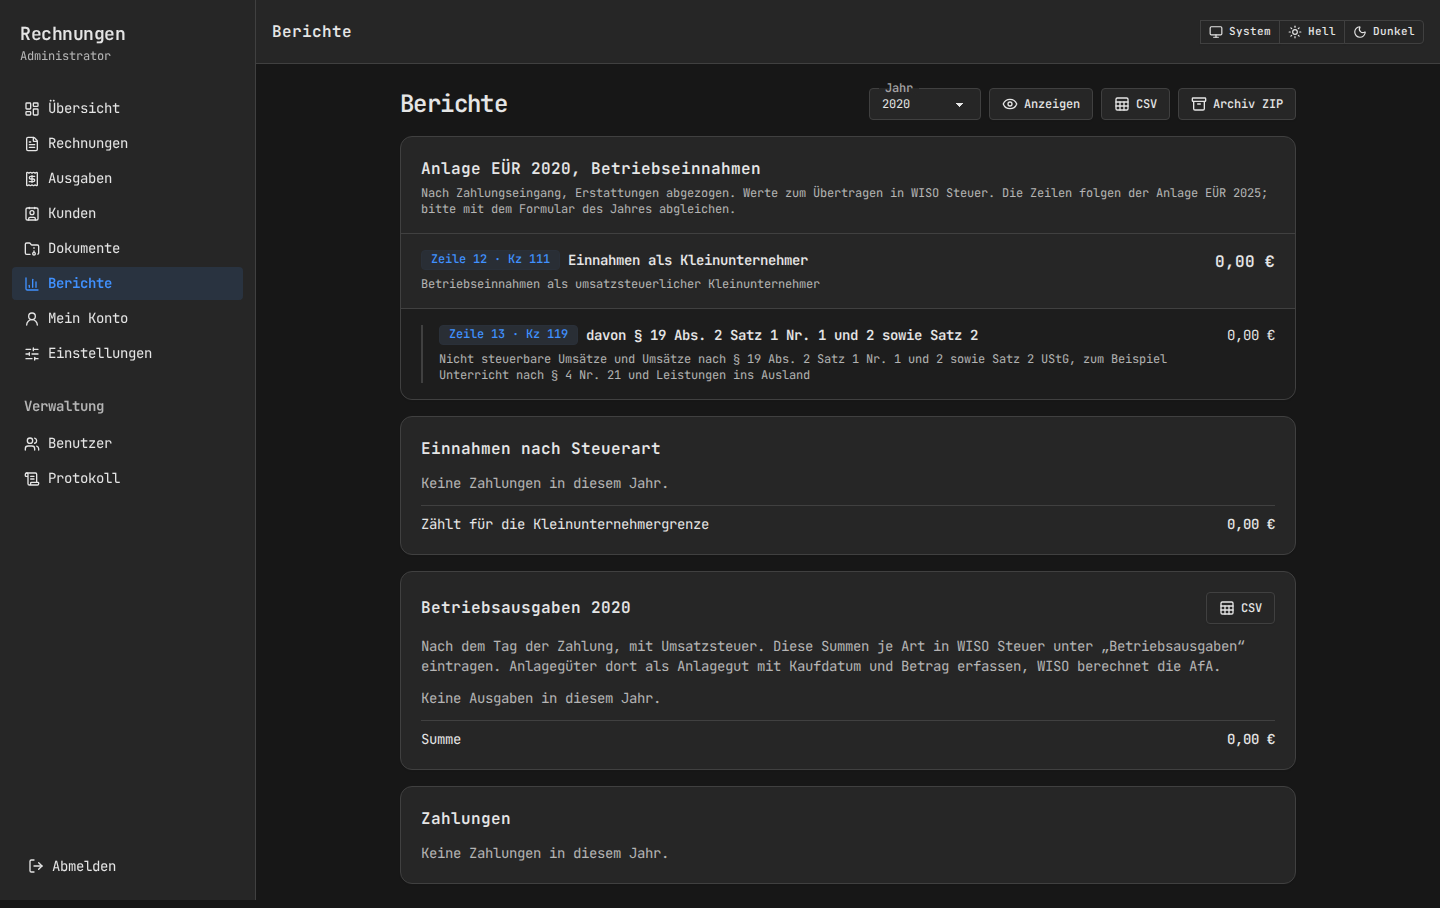 Rechnungen
Administrator
Übersicht
Rechnungen
Ausgaben
Kunden
Dokumente
Berichte
Mein Konto
Einstellungen
Verwaltung
Benutzer
Protokoll
Abmelden
Berichte
System
Hell
Dunkel
Berichte
Jahr
2020
Anzeigen
CSV
Archiv ZIP
Anlage EÜR 2020, Betriebseinnahmen
Nach Zahlungseingang, Erstattungen abgezogen. Werte zum Übertragen in WISO Steuer. Die Zeilen folgen der Anlage EÜR 2025;
bitte mit dem Formular des Jahres abgleichen.
Zeile 12 · Kz 111 Einnahmen als Kleinunternehmer 0,00 €
Betriebseinnahmen als umsatzsteuerlicher Kleinunternehmer
Zeile 13 · Kz 119 davon § 19 Abs. 2 Satz 1 Nr. 1 und 2 sowie Satz 2 0,00 €
Nicht steuerbare Umsätze und Umsätze nach § 19 Abs. 2 Satz 1 Nr. 1 und 2 sowie Satz 2 UStG, zum Beispiel
Unterricht nach § 4 Nr. 21 und Leistungen ins Ausland
Einnahmen nach Steuerart
Keine Zahlungen in diesem Jahr.
Zählt für die Kleinunternehmergrenze 0,00 €
Betriebsausgaben 2020
CSV
Nach dem Tag der Zahlung, mit Umsatzsteuer. Diese Summen je Art in WISO Steuer unter „Betriebsausgaben“
eintragen. Anlagegüter dort als Anlagegut mit Kaufdatum und Betrag erfassen, WISO berechnet die AfA.
Keine Ausgaben in diesem Jahr.
Summe 0,00 €
Zahlungen
Keine Zahlungen in diesem Jahr.